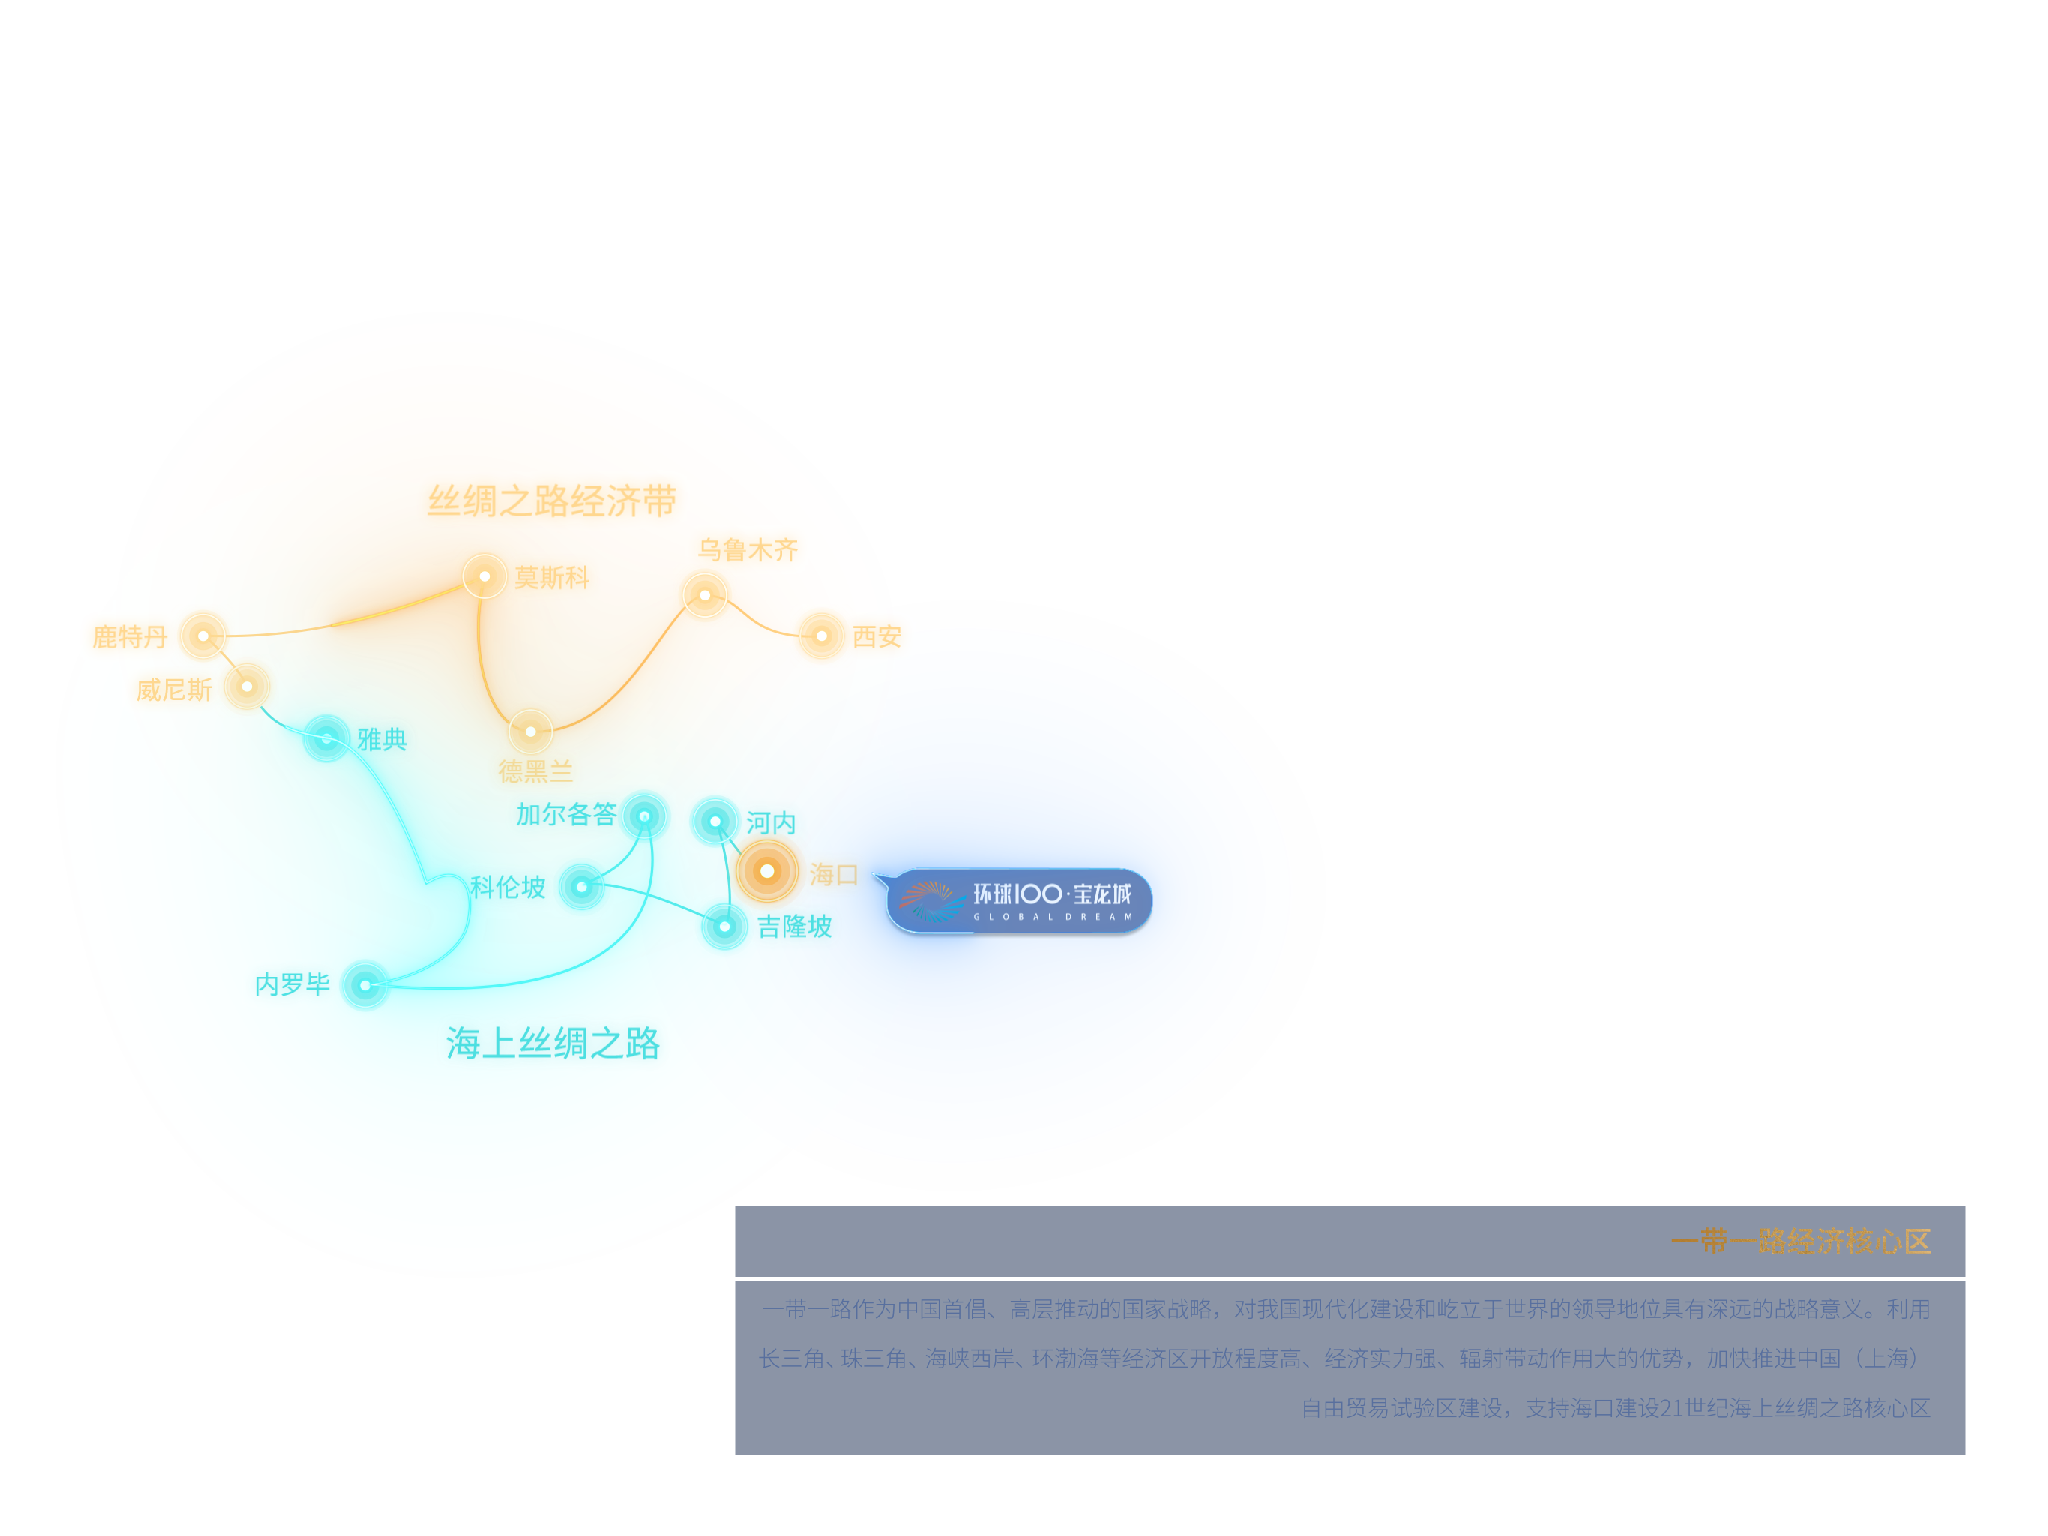 丝绸之路经济带
乌鲁木齐
莫斯科
鹿特丹
西安
威尼斯
雅典
德黑兰
加尔各答
河内
海口
科伦坡
环球100·宝龙城
GLOBAL DREAM
吉隆坡
内罗毕
海上丝绸之路
一带一路经济核心区
一带一路作为中国首倡、高层推动的国家战略，对我国现代化建设和屹立于世界的领导地位具有深远的战略意义。利用
长三角、珠三角、海峡西岸、环渤海等经济区开放程度高、经济实力强、辐射带动作用大的优势，加快推进中国（上海）
自由贸易试验区建设，支持海口建设21世纪海上丝绸之路核心区